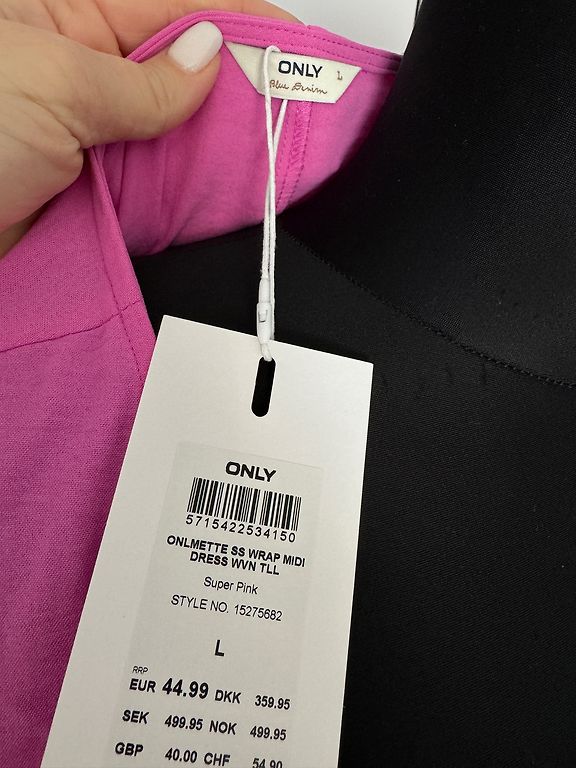 ONLY L
Blue Denim
ONLY
5715422534150
ONLMETTE SS WRAP MIDI
DRESS WVN TLL
Super Pink
STYLE NO. 15275682
L
RRP
EUR 44.99 DKK 359.95
SEK 499.95 NOK 499.95
GBP 40.00 CHF 54.90